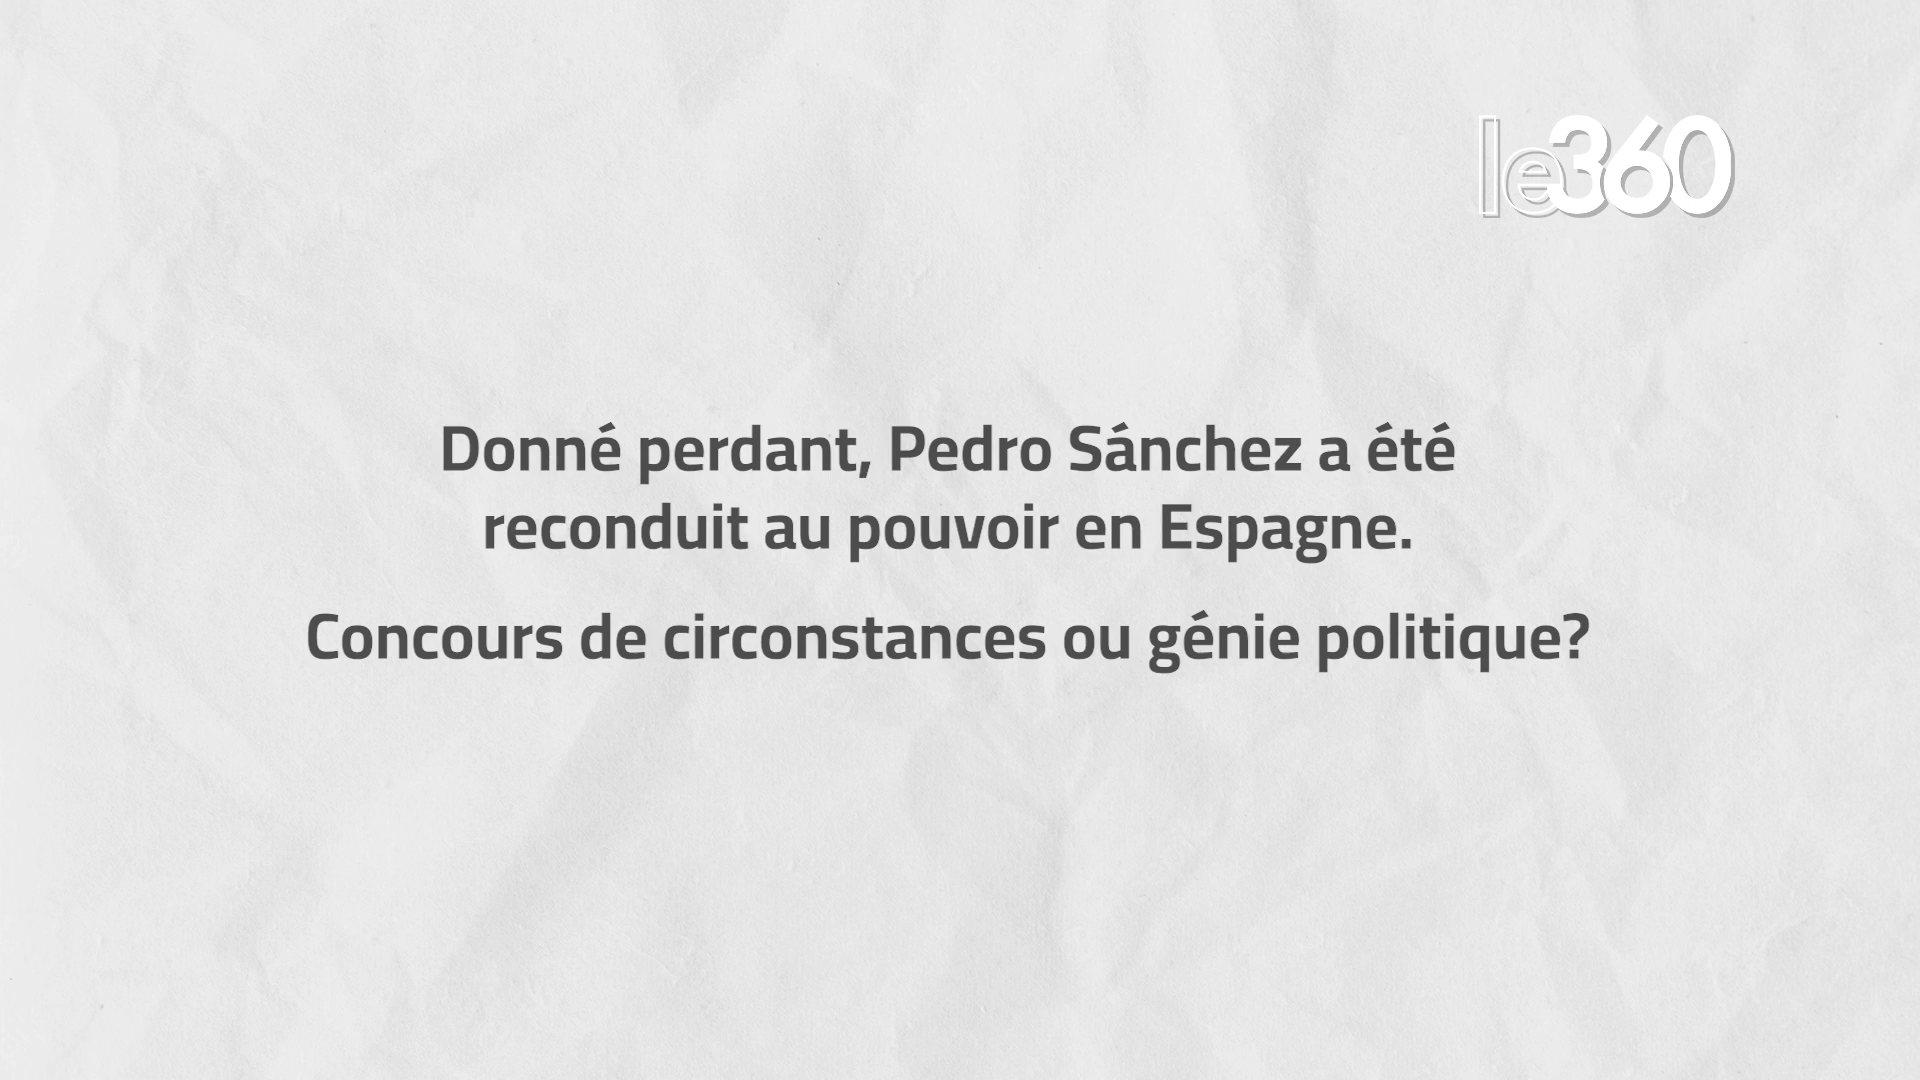 le360
Donné perdant, Pedro Sánchez a été
reconduit au pouvoir en Espagne.
Concours de circonstances ou génie politique?